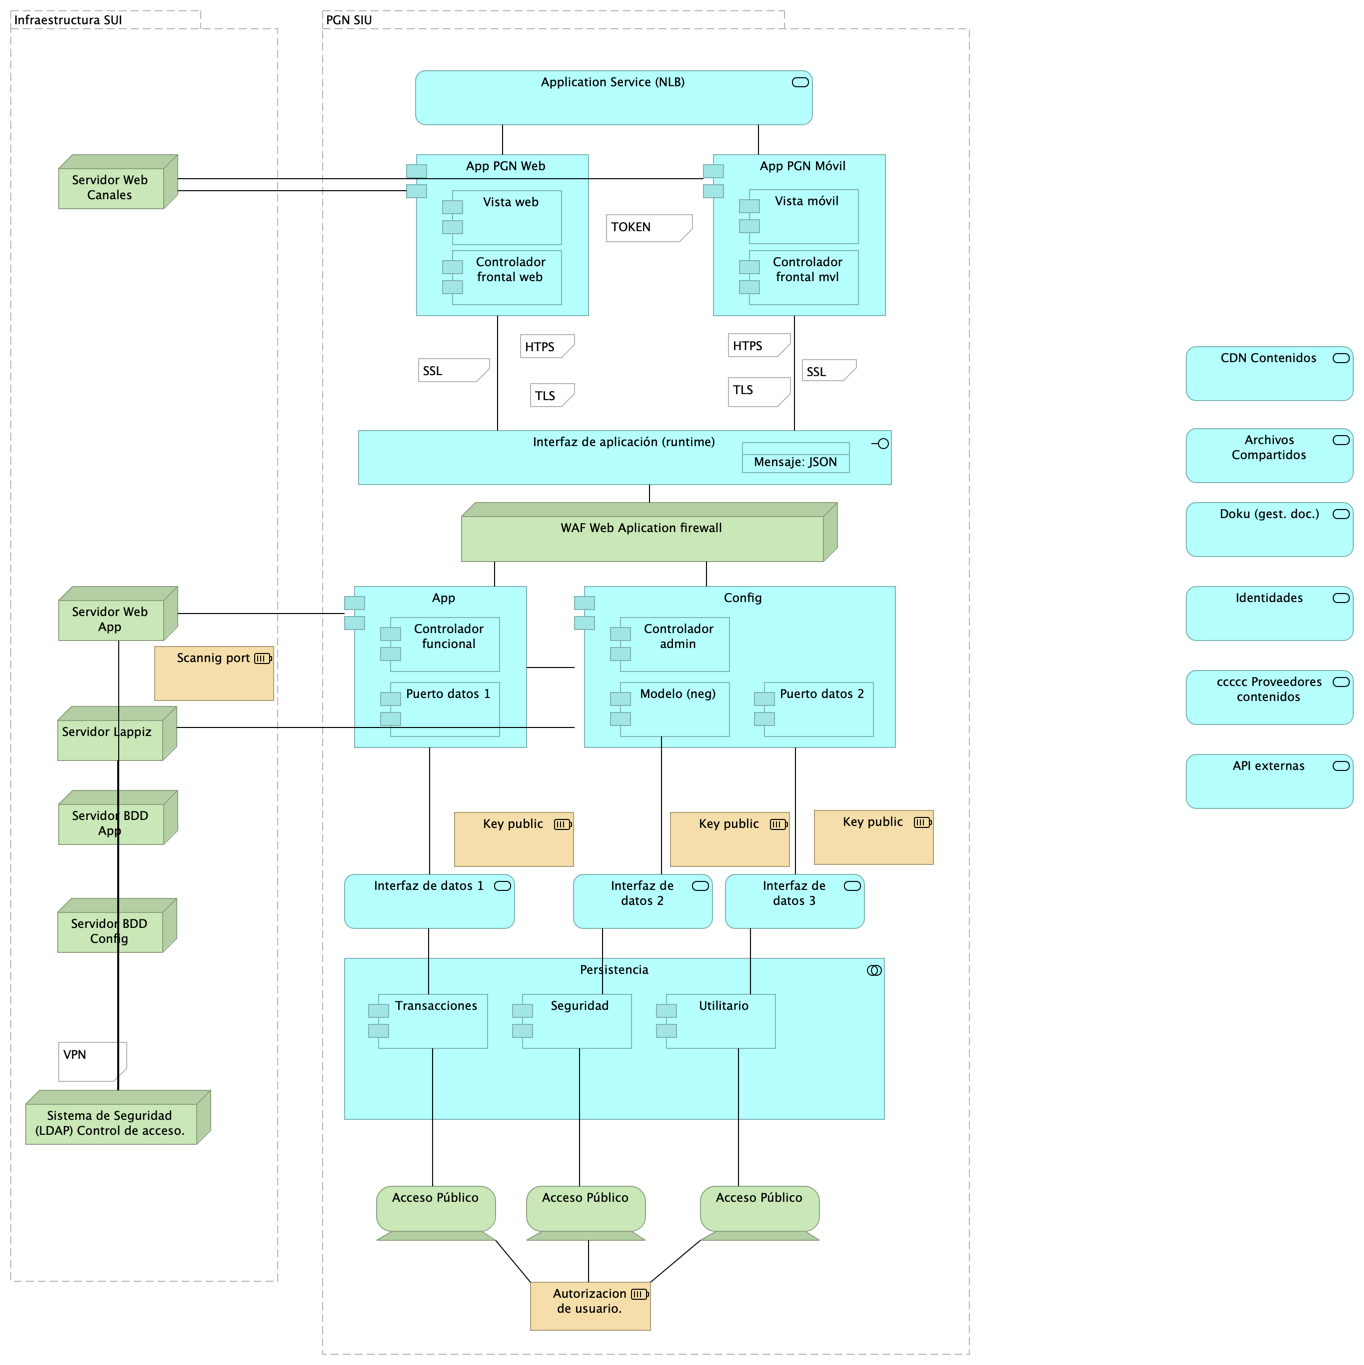 Infraestructura SUI
PGN SIU
Application Service (NLB)
Servidor Web
Canales
App PGN Web
Vista web
Controlador
frontal web
TOKEN
App PGN Móvil
Vista móvil
Controlador
frontal mvl
HTPS
SSL
TLS
HTPS
SSL
TLS
Interfaz de aplicación (runtime)
Mensaje: JSON
WAF Web Aplication firewall
Servidor Web
App
Scannig port
Servidor Lappiz
Servidor BDD
App
Servidor BDD
Config
VPN
Sistema de Seguridad
(LDAP) Control de acceso.
App
Controlador
funcional
Puerto datos 1
Config
Controlador
admin
Modelo (neg)
Puerto datos 2
Key public
Key public
Key public
Interfaz de datos 1
Interfaz de
datos 2
Interfaz de
datos 3
Persistencia
Transacciones
Seguridad
Utilitario
Acceso Público
Acceso Público
Acceso Público
Autorizacion
de usuario.
CDN Contenidos
Archivos
Compartidos
Doku (gest. doc.)
Identidades
ccccc Proveedores
contenidos
API externas